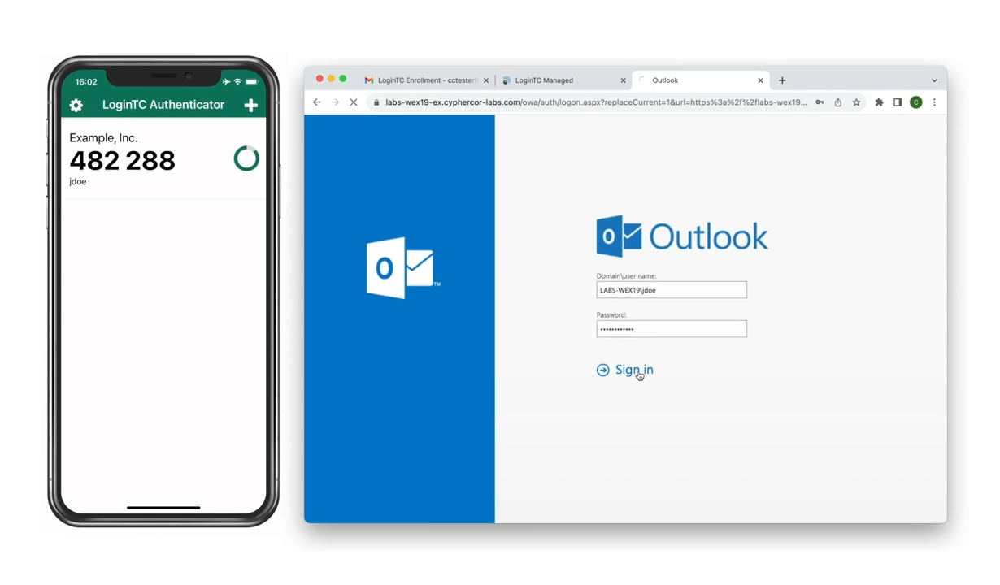 16:02
LoginTC Authenticator
Example, Inc.
482 288
jdoe
LoginTC Enrollment - cctester
LoginTC Managed
Outlook
labs-wex19-ex.cyphercor-labs.com/owa/auth/logon.aspx?replaceCurrent=1&url=https%3a%2f%2flabs-wex19...
C
O
TM
O
Outlook
Domain\user name:
LABS-WEX19\jdoe
Password:
••••••••••••
Sign in